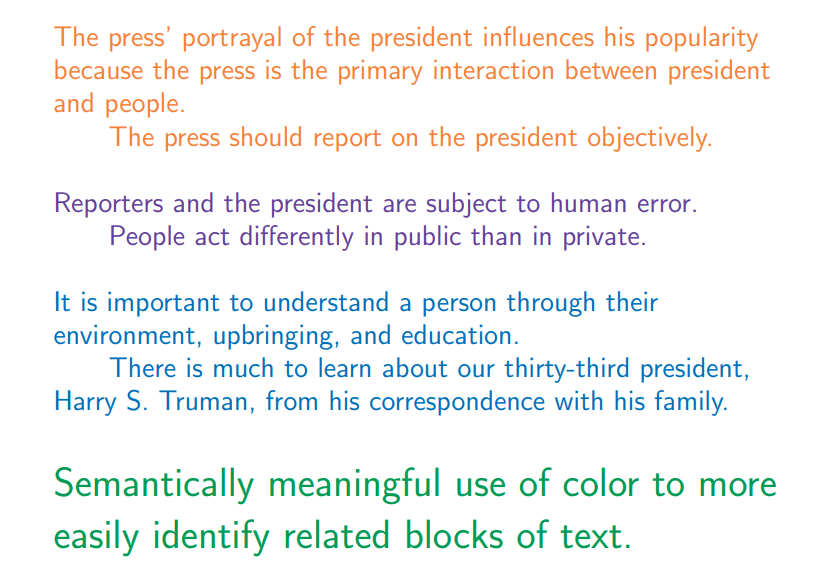 The press' portrayal of the president influences his popularity
because the press is the primary interaction between president
and people.
The press should report on the president objectively.
Reporters and the president are subject to human error.
People act differently in public than in private.
It is important to understand a person through their
environment, upbringing, and education.
There is much to learn about our thirty-third president,
Harry S. Truman, from his correspondence with his family.
Semantically meaningful use of color to more
easily identify related blocks of text.